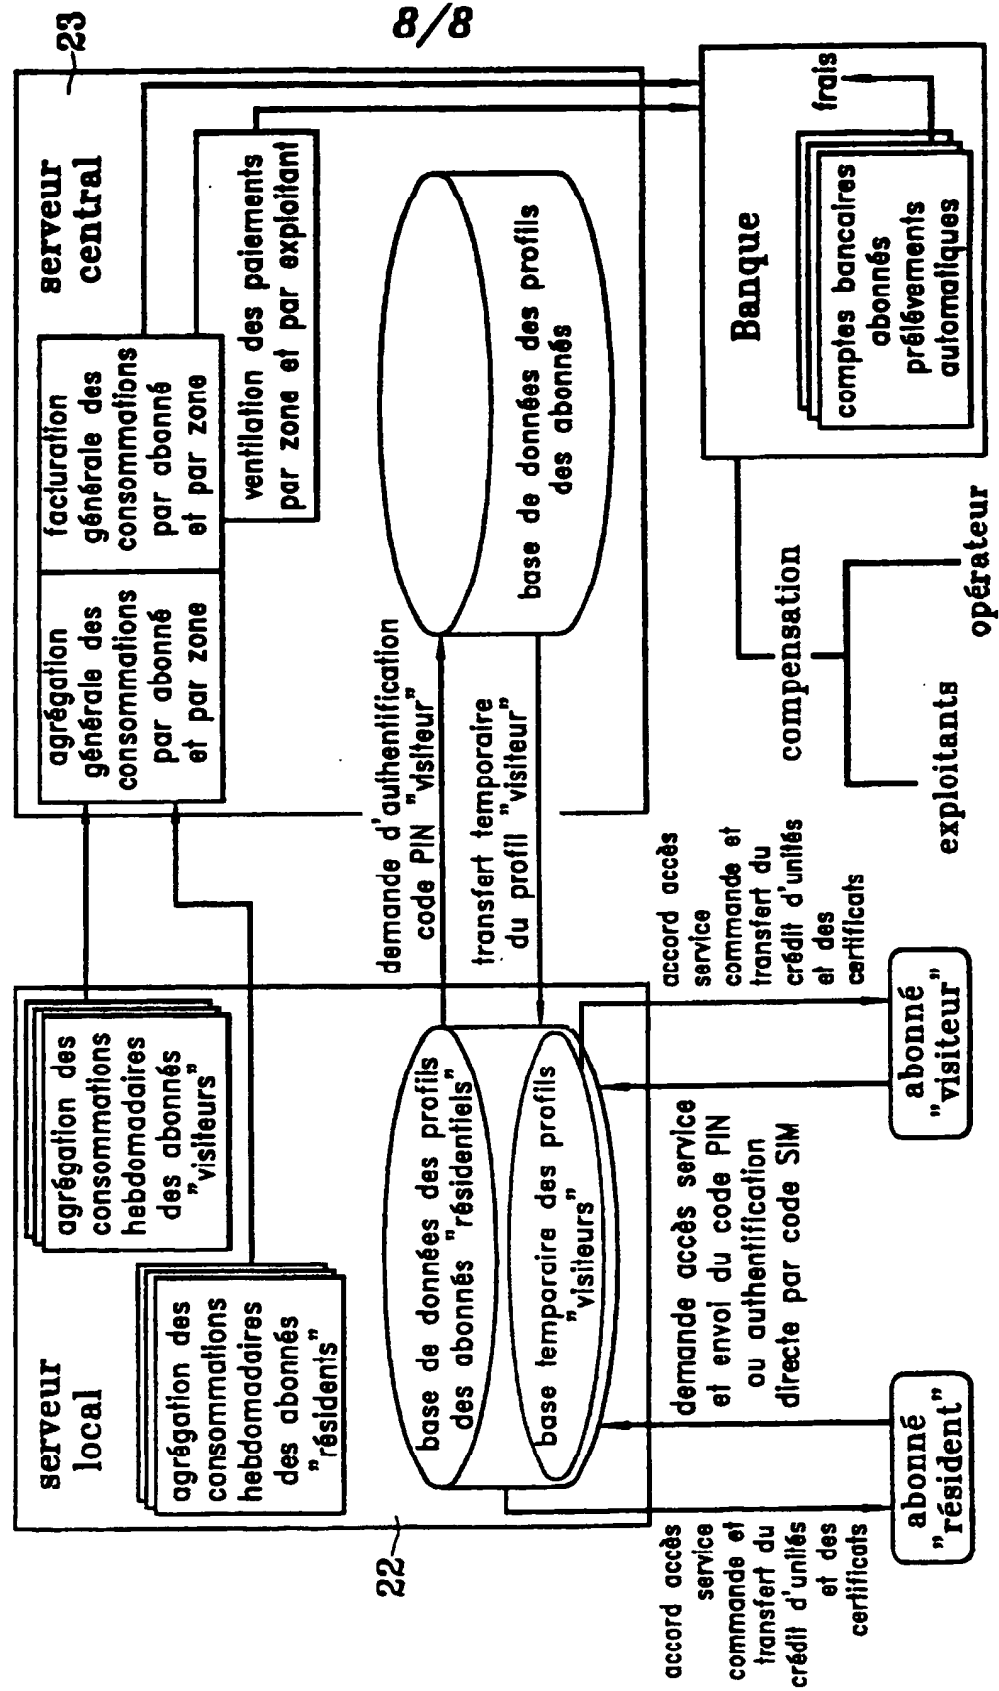 8/8
23
serveur
central
agrégation
générale des
consommations
par abonné
et par zone
facturation
générale des
consommations
par abonné
et par zone
ventilation des paiements
par zone et par exploitant
base de données des profils
des abonnés
serveur
local
agrégation des
consommations
hebdomadaires
des abonnés
"visiteurs"
agrégation des
consommations
hebdomadaires
des abonnés
"résidents"
22
base de données des profils
des abonnés "résidentiels"
base temporaire des profils
"visiteurs"
demande d'authentification
code PIN "visiteur"
transfert temporaire
du profil "visiteur"
accord accès
service
commande et
transfert du
crédit d'unités
et des
certificats
demande accès service
et envoi du code PIN
ou authentification
directe par code SIM
accord accès
service
commande et
transfert du
crédit d'unités
et des
certificats
abonné
"résident"
abonné
"visiteur"
Banque
comptes bancaires
abonnés
prélévements
automatiques
frais
compensation
exploitants
opérateur